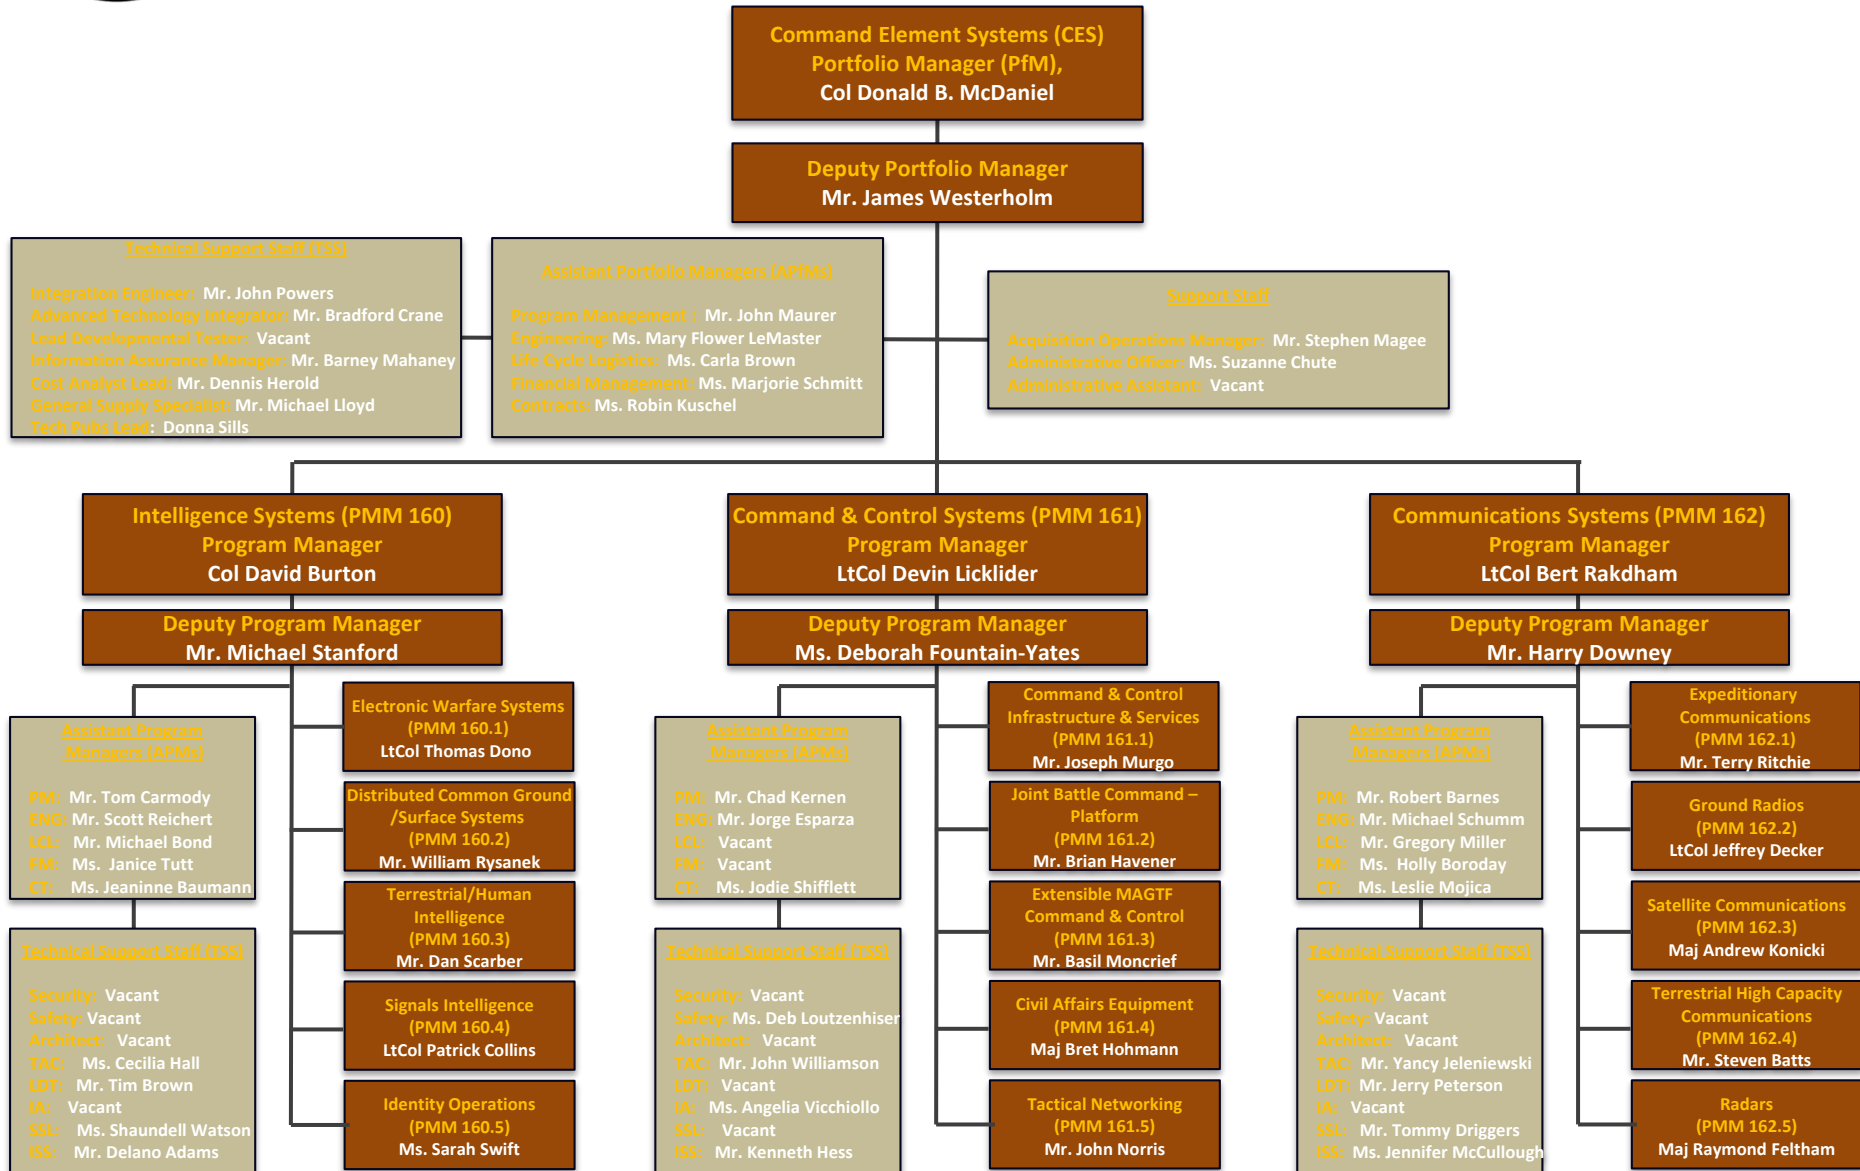 Command Element Systems (CES)
Portfolio Manager (PfM),
Col Donald B. McDaniel
Deputy Portfolio Manager
Mr. James Westerholm
Technical Support Staff (TSS)
Integration Engineer: Mr. John Powers
Advanced Technology Integrator: Mr. Bradford Crane
Lead Developmental Tester: Vacant
Information Assurance Manager: Mr. Barney Mahaney
Cost Analyst Lead: Mr. Dennis Herold
General Supply Specialist: Mr. Michael Lloyd
Tech Pubs Lead: Donna Sills
Assistant Portfolio Managers (APfMs)
Program Management : Mr. John Maurer
Engineering: Ms. Mary Flower LeMaster
Life Cycle Logistics: Ms. Carla Brown
Financial Management: Ms. Marjorie Schmitt
Contracts: Ms. Robin Kuschel
Support Staff
Acquisition Operations Manager: Mr. Stephen Magee
Administrative Officer: Ms. Suzanne Chute
Administrative Assistant: Vacant
Intelligence Systems (PMM 160)
Program Manager
Col David Burton
Deputy Program Manager
Mr. Michael Stanford
Assistant Program
Managers (APMs)
PM: Mr. Tom Carmody
ENG: Mr. Scott Reichert
LCL: Mr. Michael Bond
FM: Ms. Janice Tutt
CT: Ms. Jeaninne Baumann
Technical Support Staff (TSS)
Security: Vacant
Safety: Vacant
Architect: Vacant
TAC: Ms. Cecilia Hall
LDT: Mr. Tim Brown
IA: Vacant
SSL: Ms. Shaundell Watson
ISS: Mr. Delano Adams
Electronic Warfare Systems
(PMM 160.1)
LtCol Thomas Dono
Distributed Common Ground
/Surface Systems
(PMM 160.2)
Mr. William Rysanek
Terrestrial/Human
Intelligence
(PMM 160.3)
Mr. Dan Scarber
Signals Intelligence
(PMM 160.4)
LtCol Patrick Collins
Identity Operations
(PMM 160.5)
Ms. Sarah Swift
Command & Control Systems (PMM 161)
Program Manager
LtCol Devin Licklider
Deputy Program Manager
Ms. Deborah Fountain-Yates
Assistant Program
Managers (APMs)
PM: Mr. Chad Kernen
ENG: Mr. Jorge Esparza
LCL: Vacant
FM: Vacant
CT: Ms. Jodie Shifflett
Technical Support Staff (TSS)
Security: Vacant
Safety: Ms. Deb Loutzenhiser
Architect: Vacant
TAC: Mr. John Williamson
LDT: Vacant
IA: Ms. Angelia Vicchiollo
SSL: Vacant
ISS: Mr. Kenneth Hess
Command & Control
Infrastructure & Services
(PMM 161.1)
Mr. Joseph Murgo
Joint Battle Command –
Platform
(PMM 161.2)
Mr. Brian Havener
Extensible MAGTF
Command & Control
(PMM 161.3)
Mr. Basil Moncrief
Civil Affairs Equipment
(PMM 161.4)
Maj Bret Hohmann
Tactical Networking
(PMM 161.5)
Mr. John Norris
Communications Systems (PMM 162)
Program Manager
LtCol Bert Rakdham
Deputy Program Manager
Mr. Harry Downey
Assistant Program
Managers (APMs)
PM: Mr. Robert Barnes
ENG: Mr. Michael Schumm
LCL: Mr. Gregory Miller
FM: Ms. Holly Boroday
CT: Ms. Leslie Mojica
Technical Support Staff (TSS)
Security: Vacant
Safety: Vacant
Architect: Vacant
TAC: Mr. Yancy Jeleniewski
LDT: Mr. Jerry Peterson
IA: Vacant
SSL: Mr. Tommy Driggers
ISS: Ms. Jennifer McCullough
Expeditionary
Communications
(PMM 162.1)
Mr. Terry Ritchie
Ground Radios
(PMM 162.2)
LtCol Jeffrey Decker
Satellite Communications
(PMM 162.3)
Maj Andrew Konicki
Terrestrial High Capacity
Communications
(PMM 162.4)
Mr. Steven Batts
Radars
(PMM 162.5)
Maj Raymond Feltham